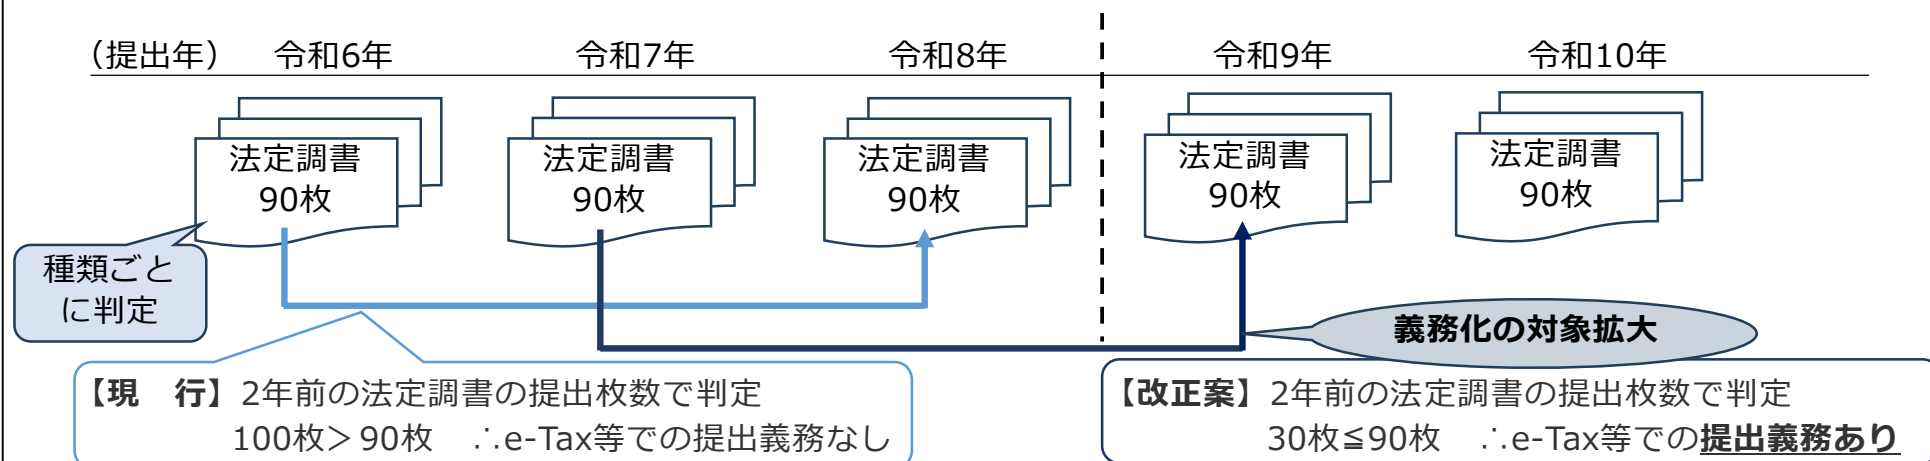 （提出年） 令和6年 令和7年 令和8年 令和9年 令和10年
法定調書
90枚
法定調書
90枚
法定調書
90枚
法定調書
90枚
法定調書
90枚
種類ごと
に判定
義務化の対象拡大
【現　行】2年前の法定調書の提出枚数で判定
100枚＞90枚　∴e-Tax等での提出義務なし
【改正案】2年前の法定調書の提出枚数で判定
30枚≦90枚　∴e-Tax等での提出義務あり